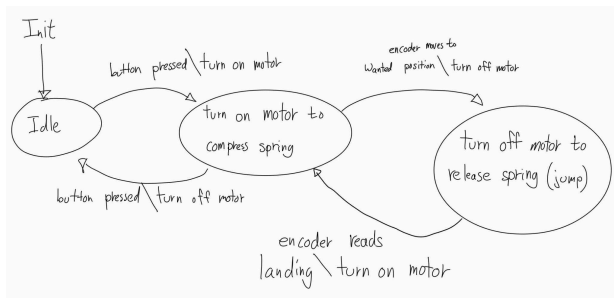 Init
button pressed \ turn on motor
encoder moves to
wanted position \ turn off motor
Idle
turn on motor to
compress spring
turn off motor to
release spring (jump)
button pressed \ turn off motor
encoder reads
landing \ turn on motor